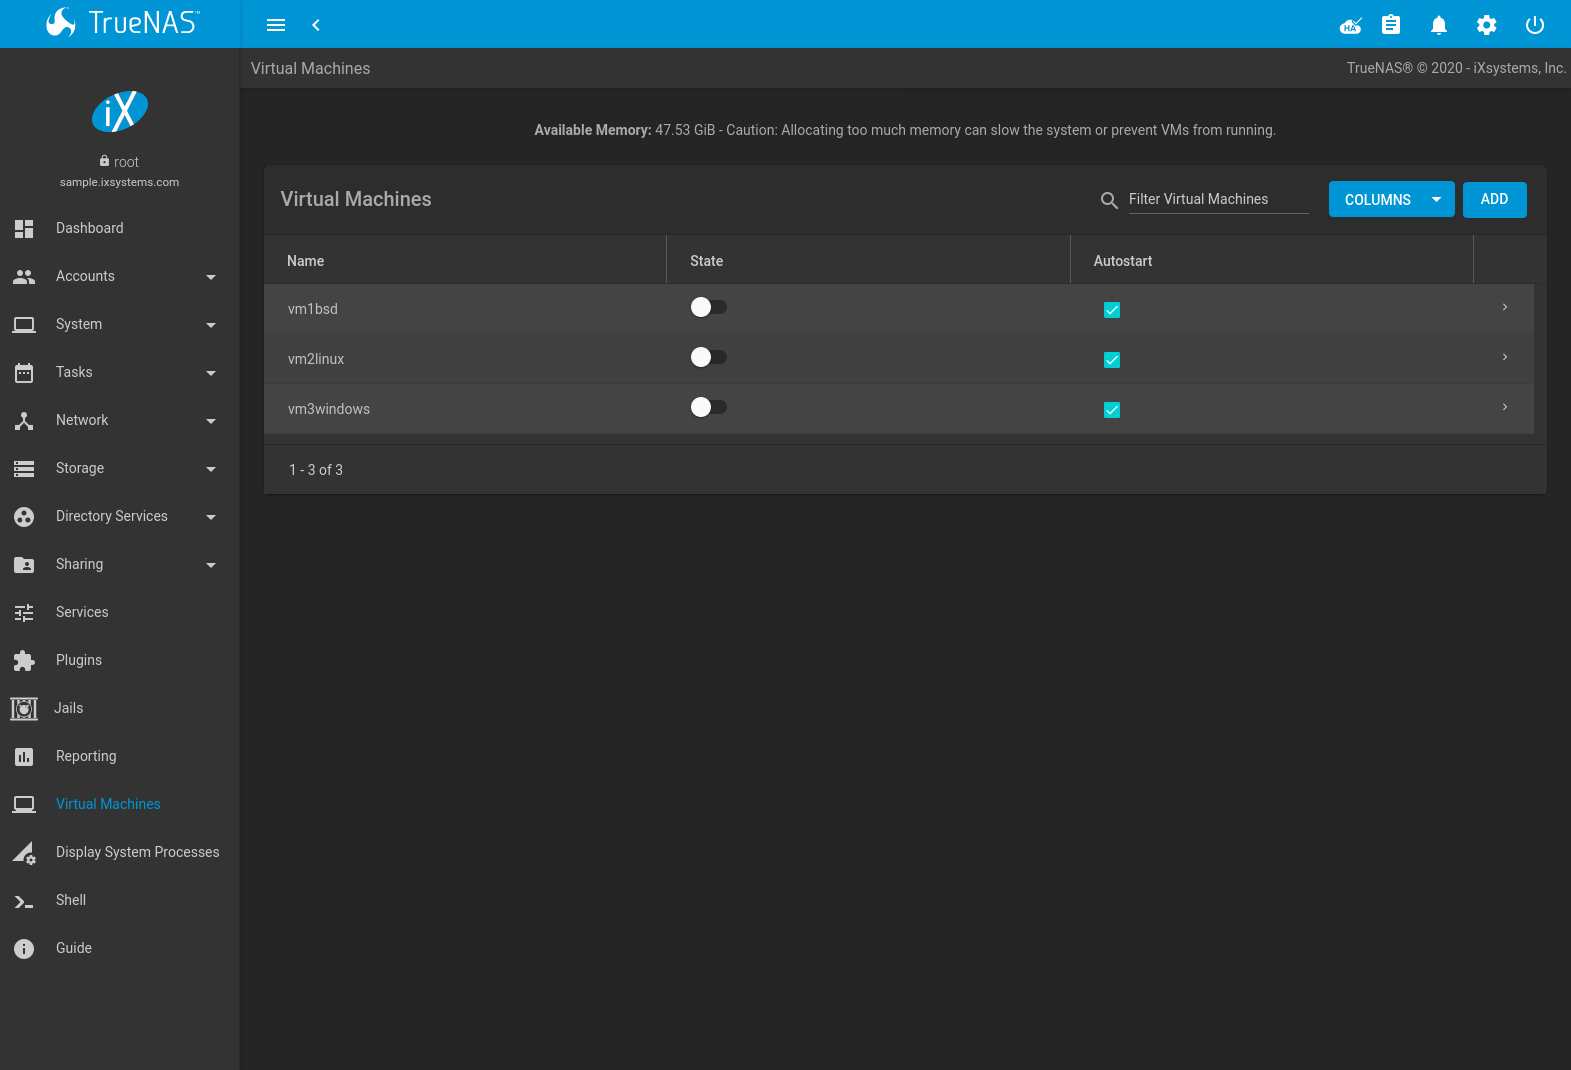 TrueNAS™
HA
Virtual Machines
TrueNAS® © 2020 - iXsystems, Inc.
iX
root
sample.ixsystems.com
Dashboard
Accounts
System
Tasks
Network
Storage
Directory Services
Sharing
Services
Plugins
Jails
Reporting
Virtual Machines
Display System Processes
Shell
Guide
Available Memory: 47.53 GiB - Caution: Allocating too much memory can slow the system or prevent VMs from running.
Virtual Machines
Filter Virtual Machines
COLUMNS
ADD
Name State Autostart
vm1bsd
vm2linux
vm3windows
1 - 3 of 3